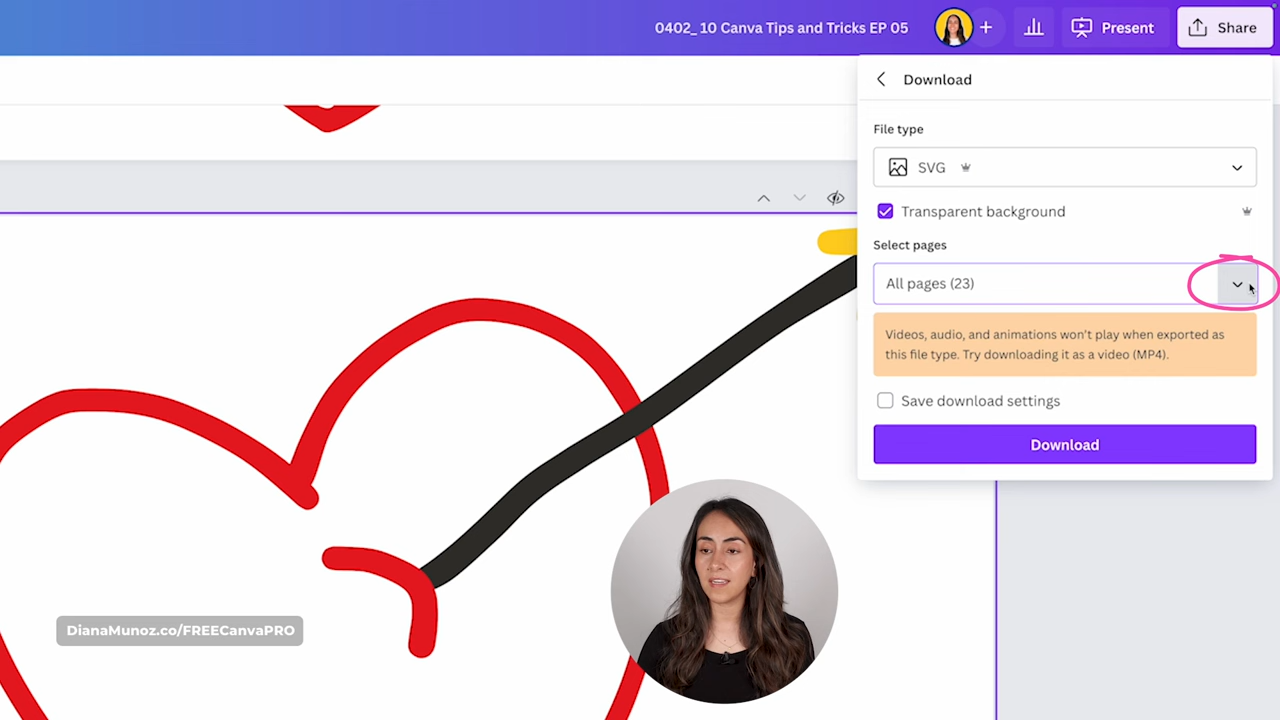 0402_ 10 Canva Tips and Tricks EP 05
Present
Share
Download
File type
SVG
Transparent background
Select pages
All pages (23)
Videos, audio, and animations won't play when exported as
this file type. Try downloading it as a video (MP4).
Save download settings
Download
DianaMunoz.co/FREECanvaPRO